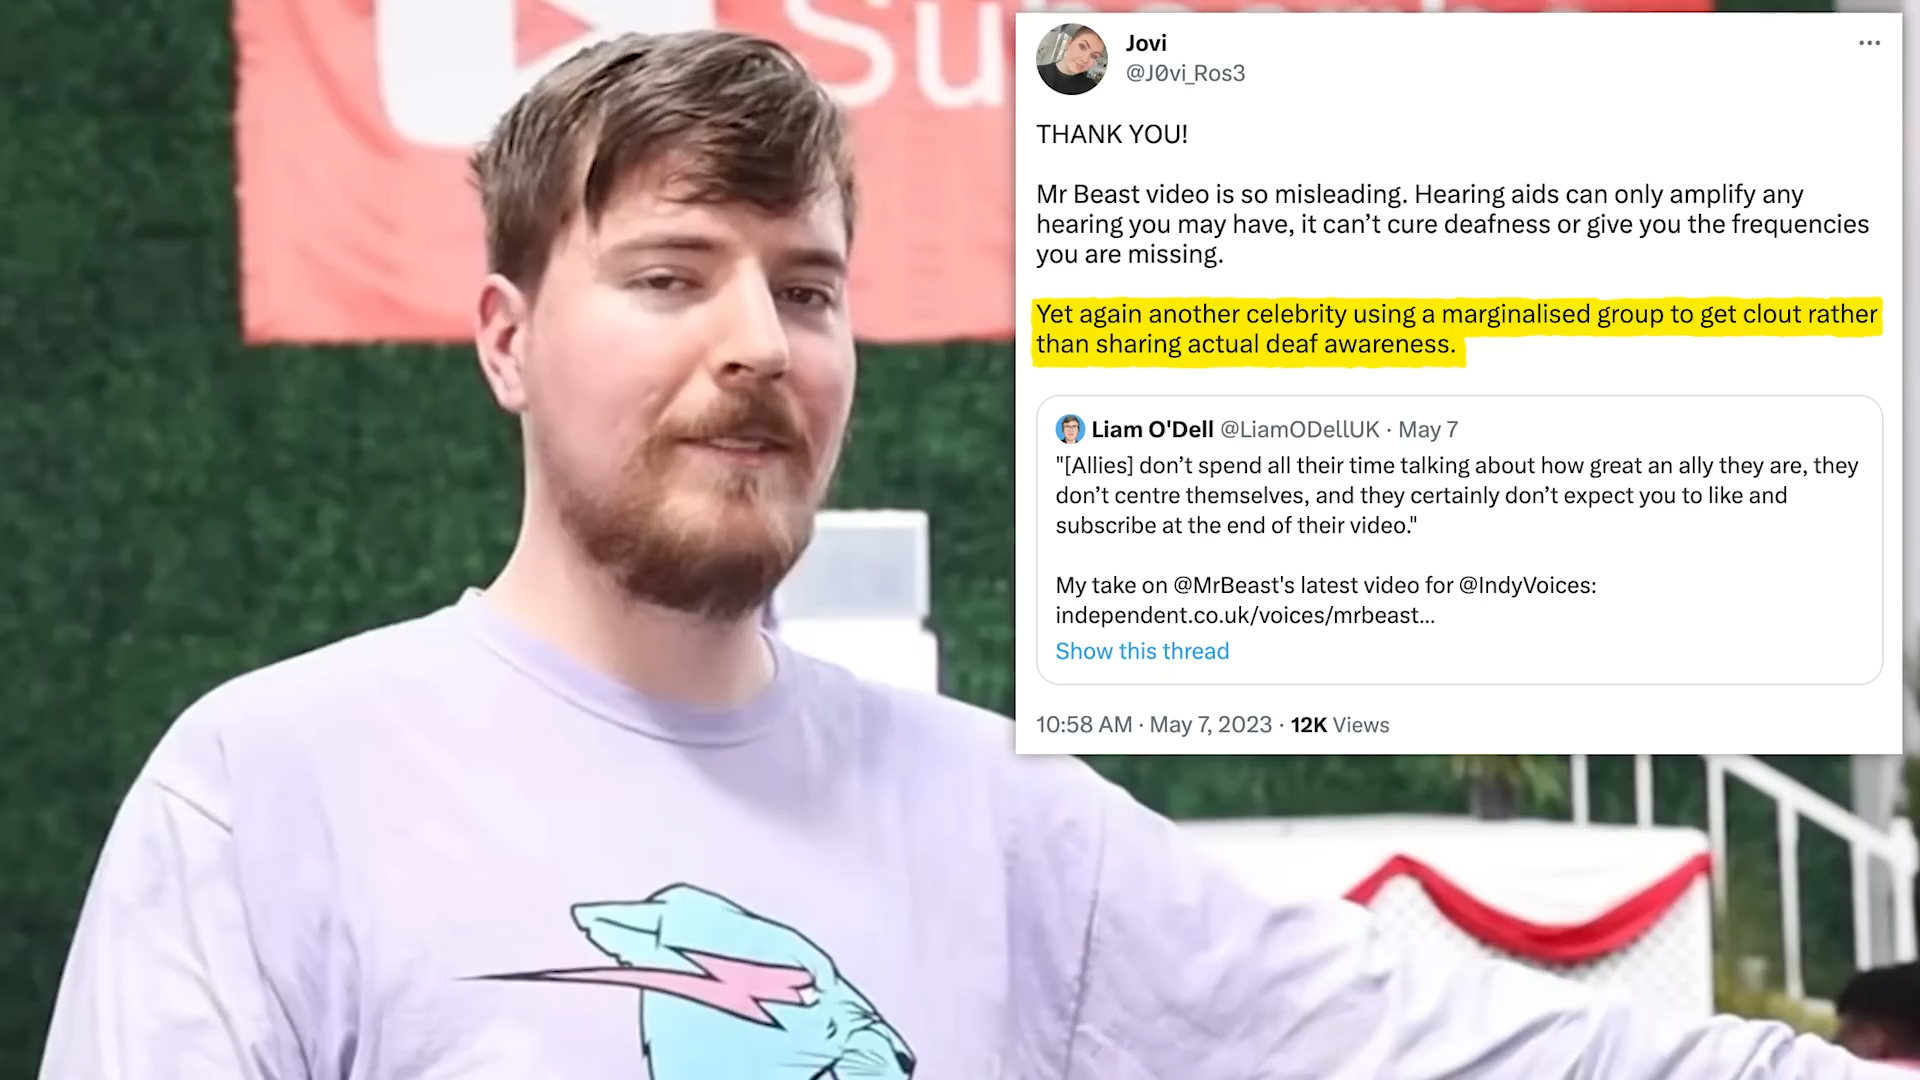 Su
Jovi
@J0vi_Ros3
THANK YOU!
Mr Beast video is so misleading. Hearing aids can only amplify any
hearing you may have, it can’t cure deafness or give you the frequencies
you are missing.
Yet again another celebrity using a marginalised group to get clout rather
than sharing actual deaf awareness.
Liam O'Dell @LiamODellUK · May 7
"[Allies] don’t spend all their time talking about how great an ally they are, they
don’t centre themselves, and they certainly don’t expect you to like and
subscribe at the end of their video."
My take on @MrBeast's latest video for @IndyVoices:
independent.co.uk/voices/mrbeast...
Show this thread
10:58 AM · May 7, 2023 · 12K Views